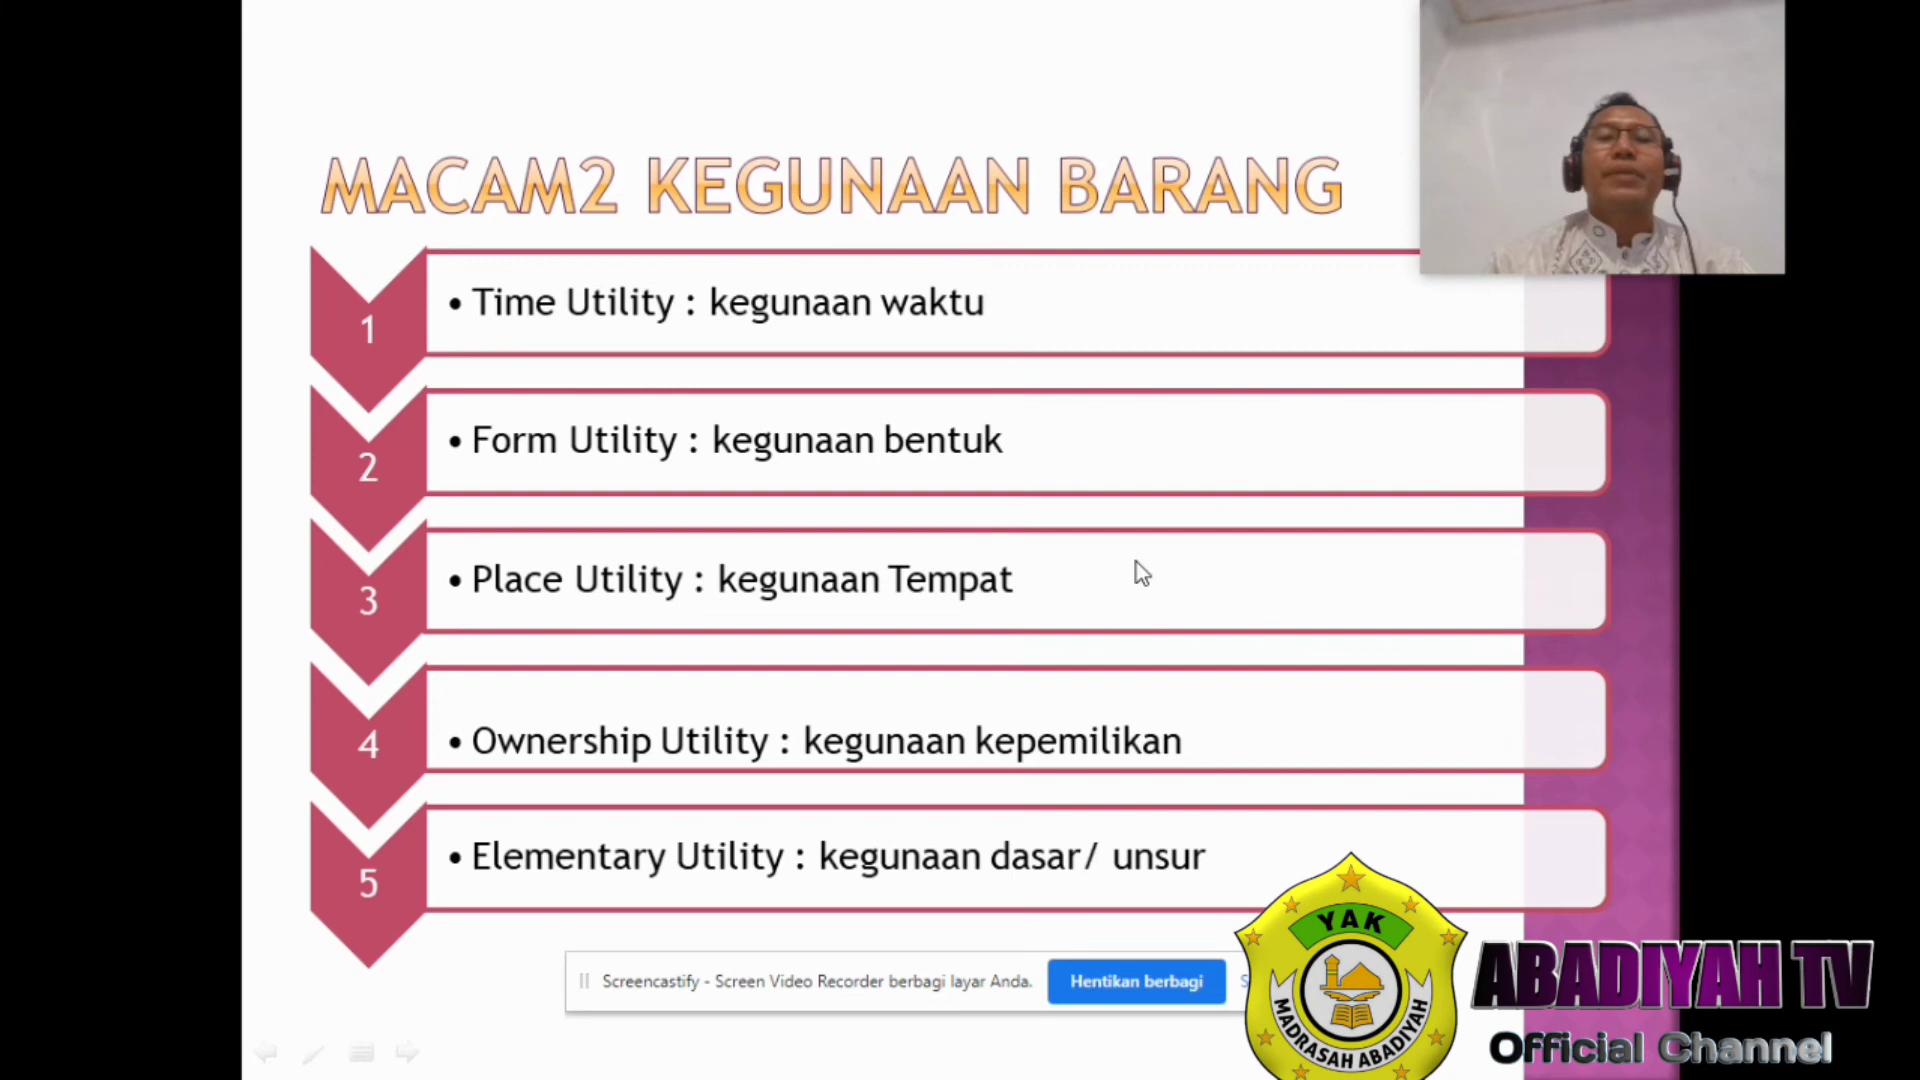 MACAM2 KEGUNAAN BARANG
1
• Time Utility : kegunaan waktu
2
• Form Utility : kegunaan bentuk
3
• Place Utility : kegunaan Tempat
4
• Ownership Utility : kegunaan kepemilikan
5
• Elementary Utility : kegunaan dasar/ unsur
Screencastify - Screen Video Recorder berbagi layar Anda.
Hentikan berbagi
YAK
MADRASAH ABADIYAH
ABADIYAH TV
Official Channel